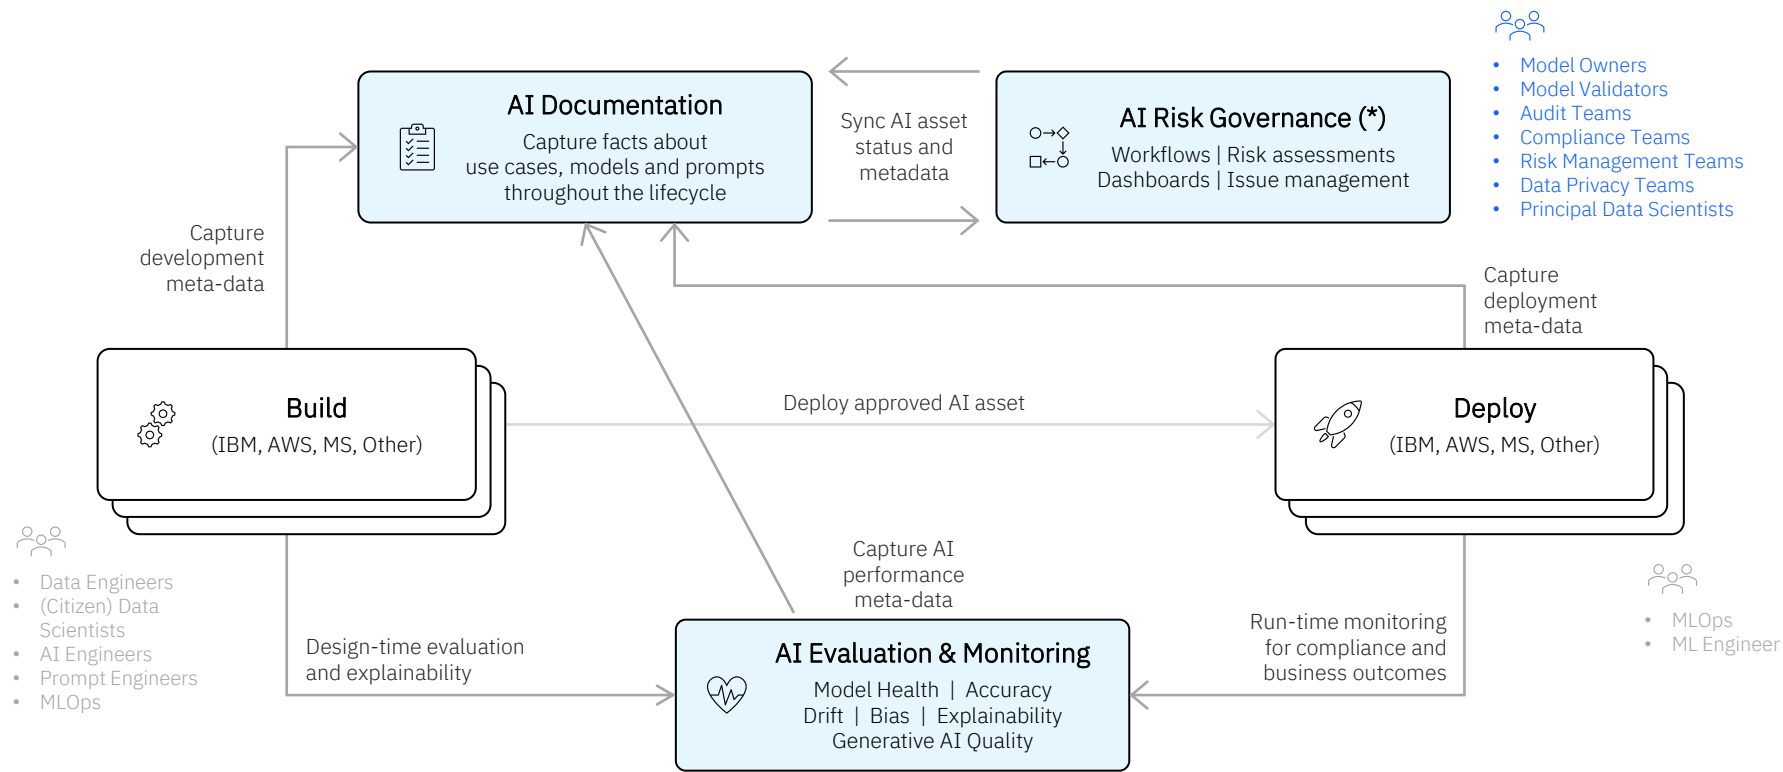 AI Documentation
Capture facts about
use cases, models and prompts
throughout the lifecycle
Sync AI asset
status and
metadata
AI Risk Governance (*)
Workflows | Risk assessments
Dashboards | Issue management
• Model Owners
• Model Validators
• Audit Teams
• Compliance Teams
• Risk Management Teams
• Data Privacy Teams
• Principal Data Scientists
Capture
development
meta-data
Capture
deployment
meta-data
Build
(IBM, AWS, MS, Other)
Deploy approved AI asset
Deploy
(IBM, AWS, MS, Other)
• Data Engineers
• (Citizen) Data
Scientists
• AI Engineers
• Prompt Engineers
• MLOps
Design-time evaluation
and explainability
Capture AI
performance
meta-data
AI Evaluation & Monitoring
Model Health | Accuracy
Drift | Bias | Explainability
Generative AI Quality
Run-time monitoring
for compliance and
business outcomes
• MLOps
• ML Engineer